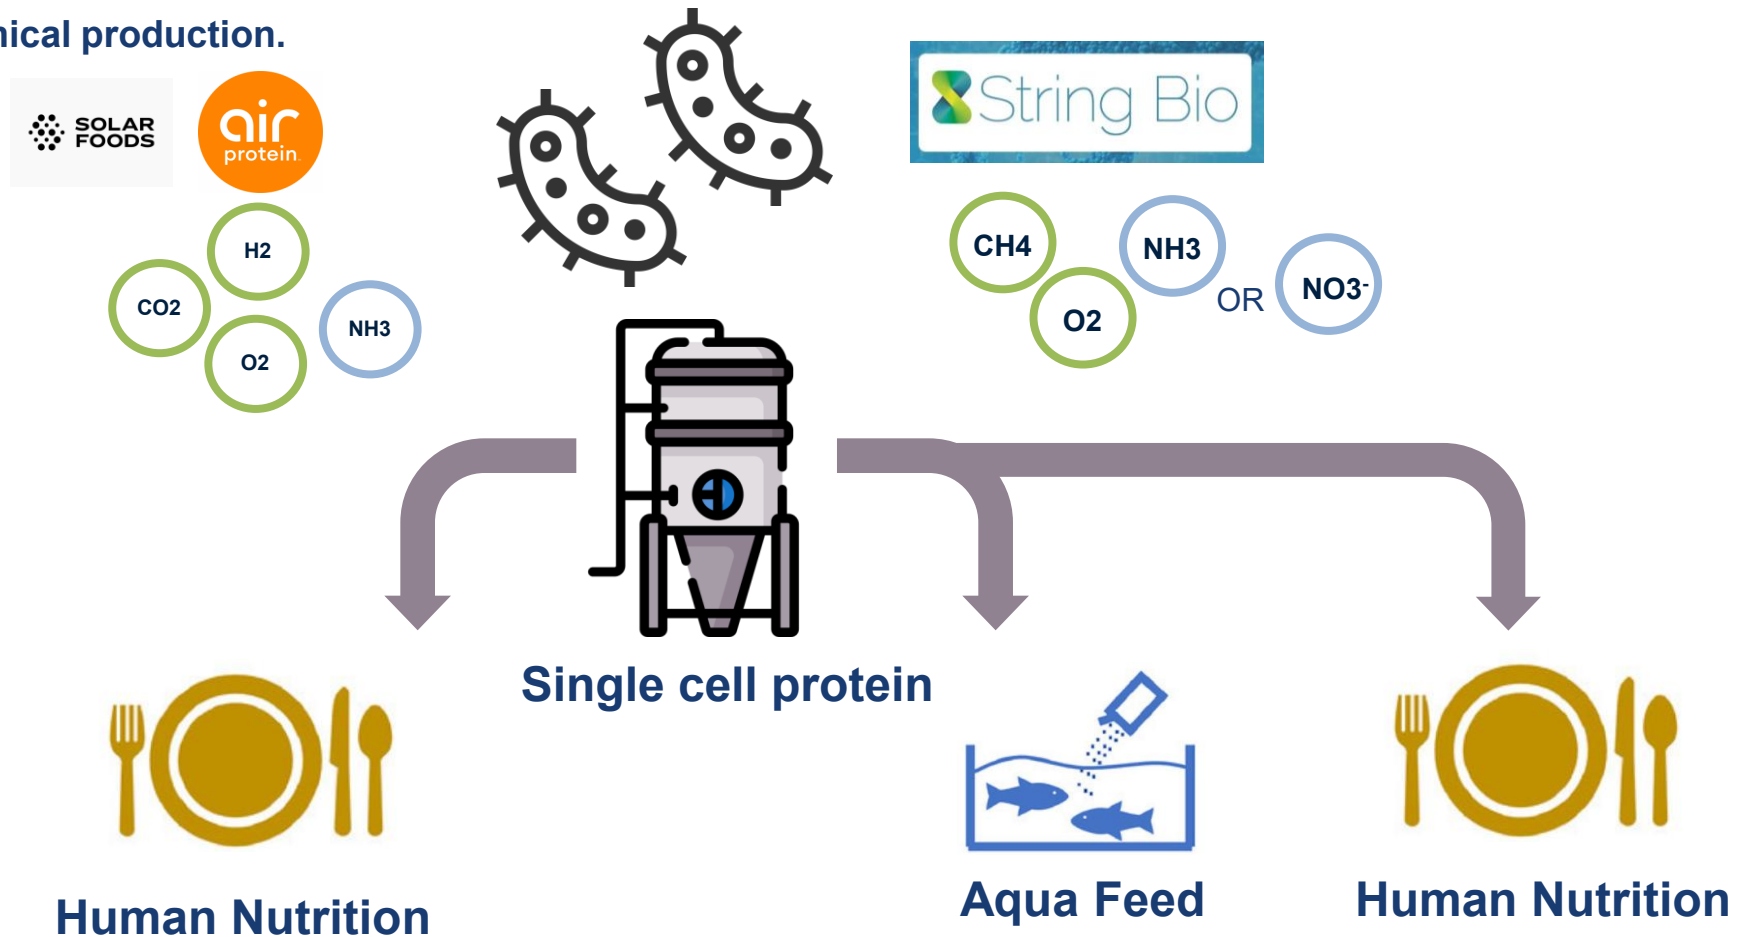 nical production.
SOLAR
FOODS
air
protein.
String Bio
H2
CO2
O2
NH3
CH4
O2
NH3
OR
NO3-
Single cell protein
Human Nutrition
Aqua Feed
Human Nutrition